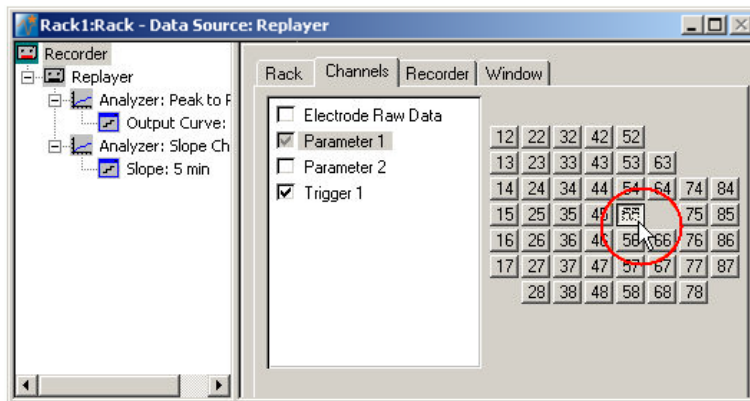 Rack1:Rack - Data Source: Replayer
Recorder
Replayer
Analyzer: Peak to P
Output Curve:
Analyzer: Slope Ch
Slope: 5 min
Rack Channels Recorder Window
Electrode Raw Data
Parameter 1
Parameter 2
Trigger 1
12 22 32 42 52
13 23 33 43 53 63
14 24 34 44 54 64 74 84
15 25 35 45 75 85
16 26 36 46 56 66 76 86
17 27 37 47 57 67 77 87
28 38 48 58 68 78